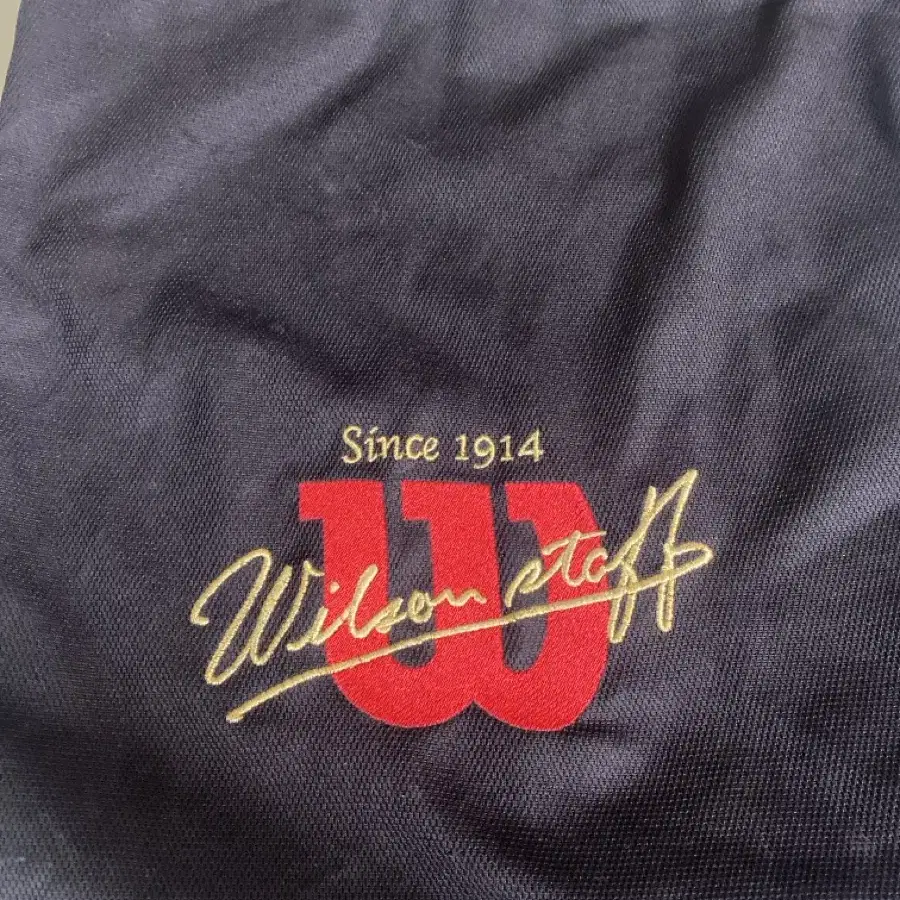 Since 1914
W
Wilson staff